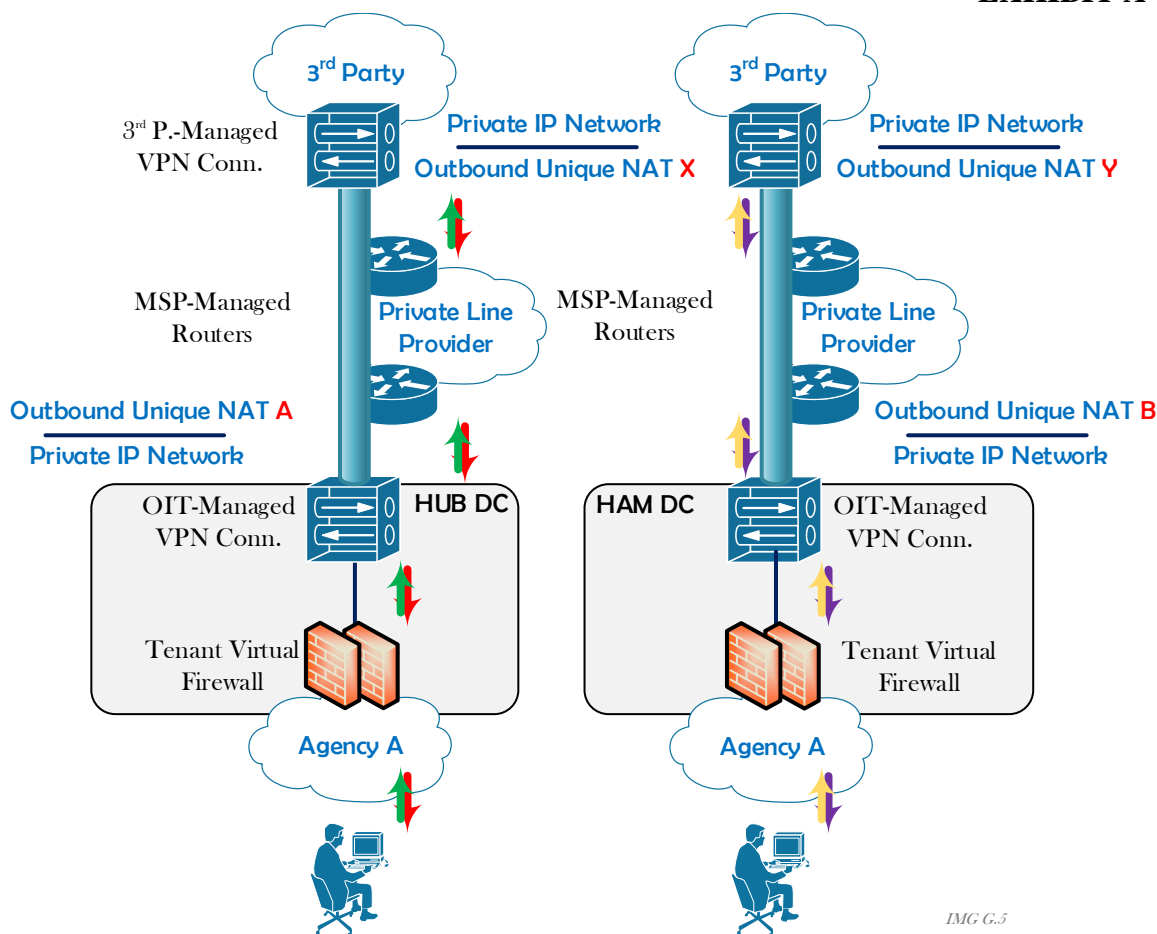 3rd Party
3rd P.-Managed
VPN Conn.
Private IP Network
Outbound Unique NAT X
MSP-Managed
Routers
Private Line
Provider
Outbound Unique NAT A
Private IP Network
OIT-Managed
VPN Conn.
HUB DC
Tenant Virtual
Firewall
Agency A
3rd Party
Private IP Network
Outbound Unique NAT Y
MSP-Managed
Routers
Private Line
Provider
Outbound Unique NAT B
Private IP Network
HAM DC
OIT-Managed
VPN Conn.
Tenant Virtual
Firewall
Agency A
IMG G.5